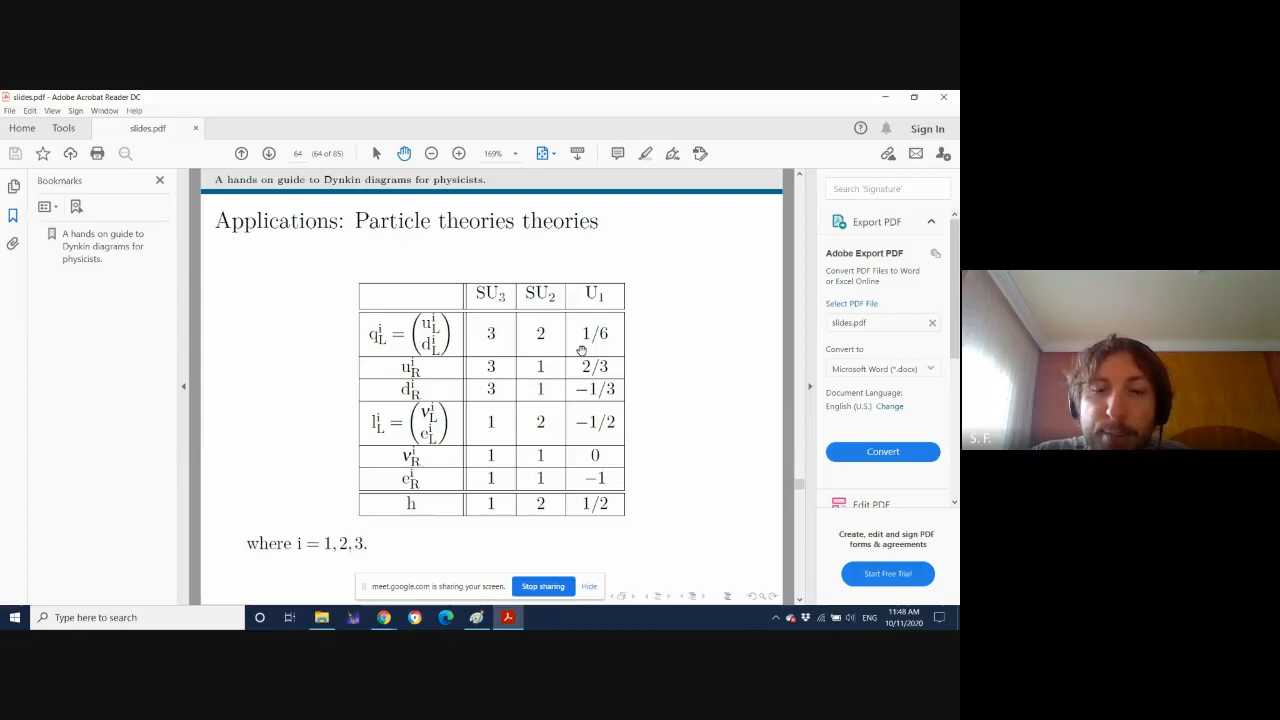 slides.pdf - Adobe Acrobat Reader DC
File Edit View Sign Window Help
Home Tools slides.pdf × Sign In
64 (64 of 85) 169%
Bookmarks
A hands on guide to Dynkin diagrams for physicists.
A hands on guide to Dynkin diagrams for physicists.
Applications: Particle theories theories
SU₃ SU₂ U₁
qⁱL = (uⁱL dⁱL) 3 2 1/6
uⁱR 3 1 2/3
dⁱR 3 1 −1/3
lⁱL = (νⁱL eⁱL) 1 2 −1/2
νⁱR 1 1 0
eⁱR 1 1 −1
h 1 2 1/2
where i = 1, 2, 3.
meet.google.com is sharing your screen. Stop sharing Hide
Search 'Signature'
Export PDF
Adobe Export PDF
Convert PDF Files to Word
or Excel Online
Select PDF File
slides.pdf
Convert to
Microsoft Word (*.docx)
Document Language:
English (U.S.) Change
Convert
Edit PDF
Create, edit and sign PDF
forms & agreements
Start Free Trial
Type here to search
ENG
11:48 AM
10/11/2020
S. F.